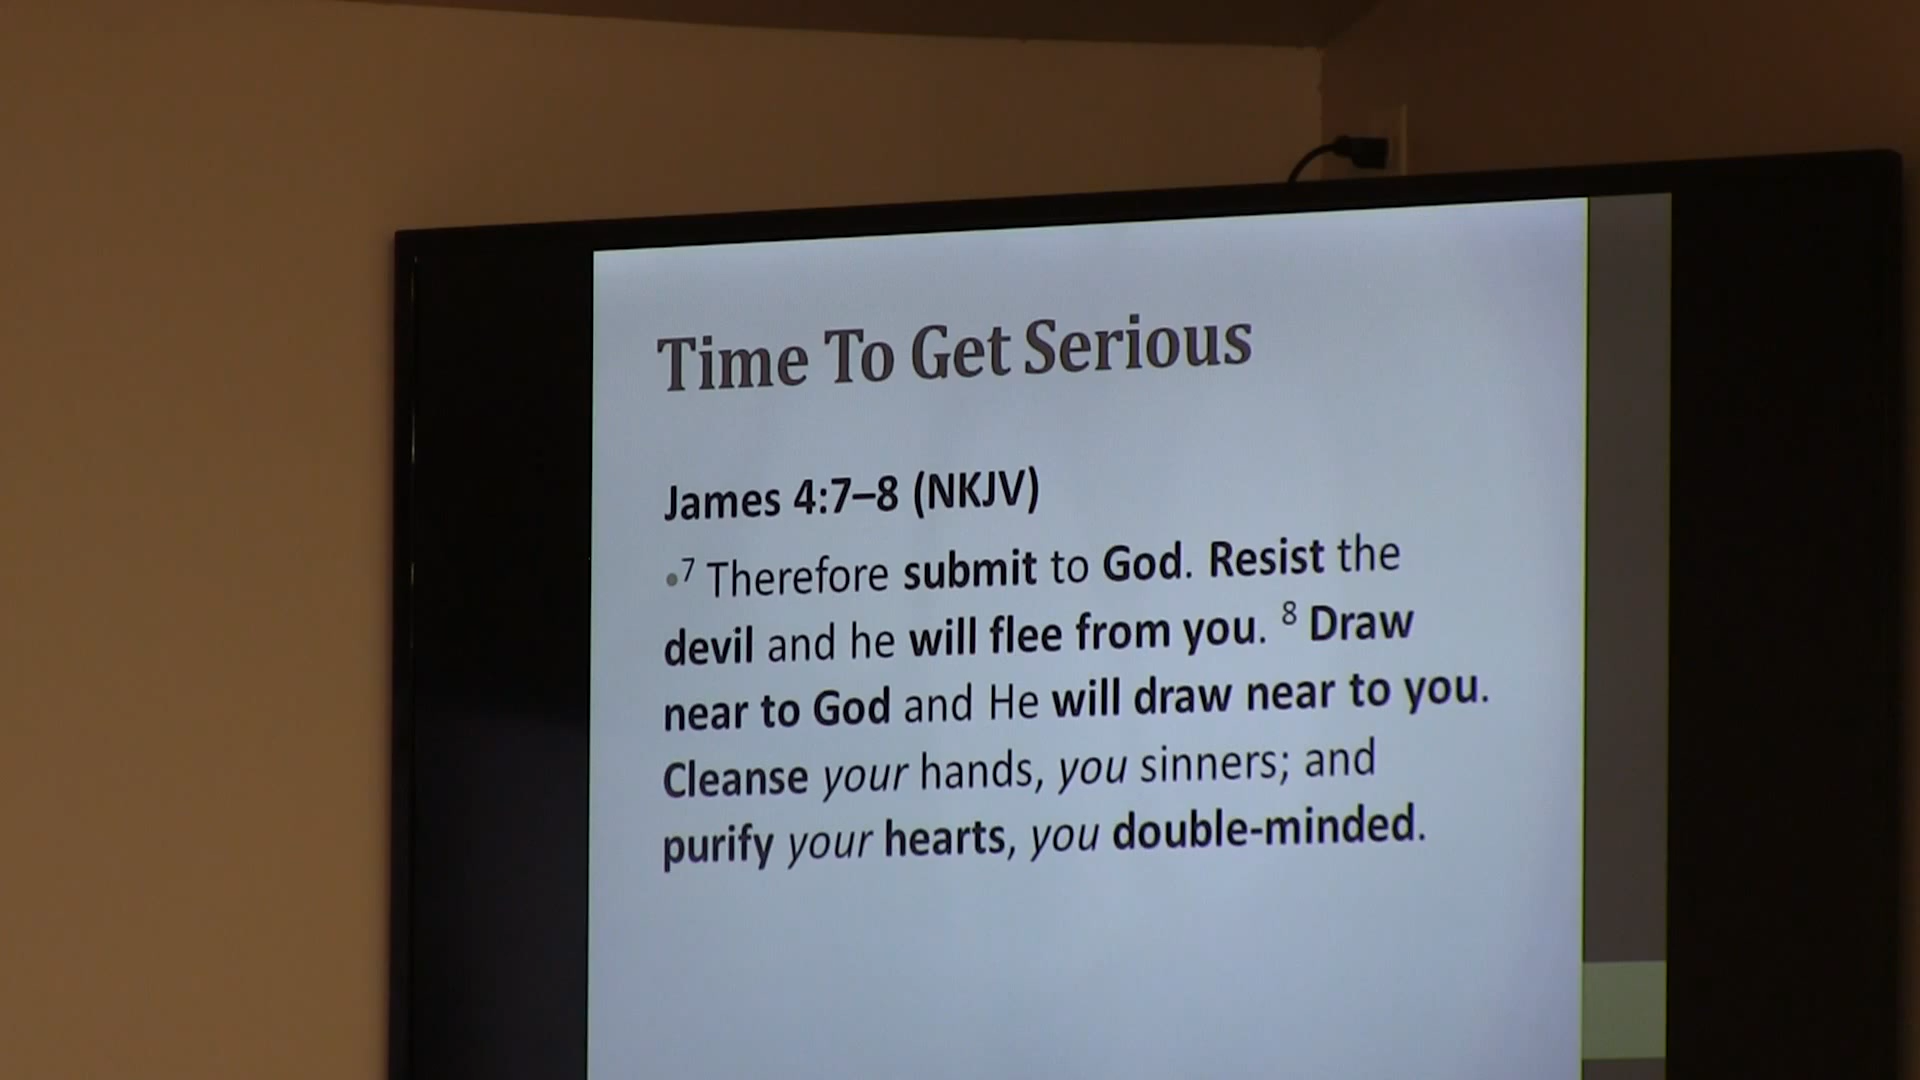 Time To Get Serious
James 4:7–8 (NKJV)
•7 Therefore submit to God. Resist the
devil and he will flee from you. 8 Draw
near to God and He will draw near to you.
Cleanse your hands, you sinners; and
purify your hearts, you double-minded.